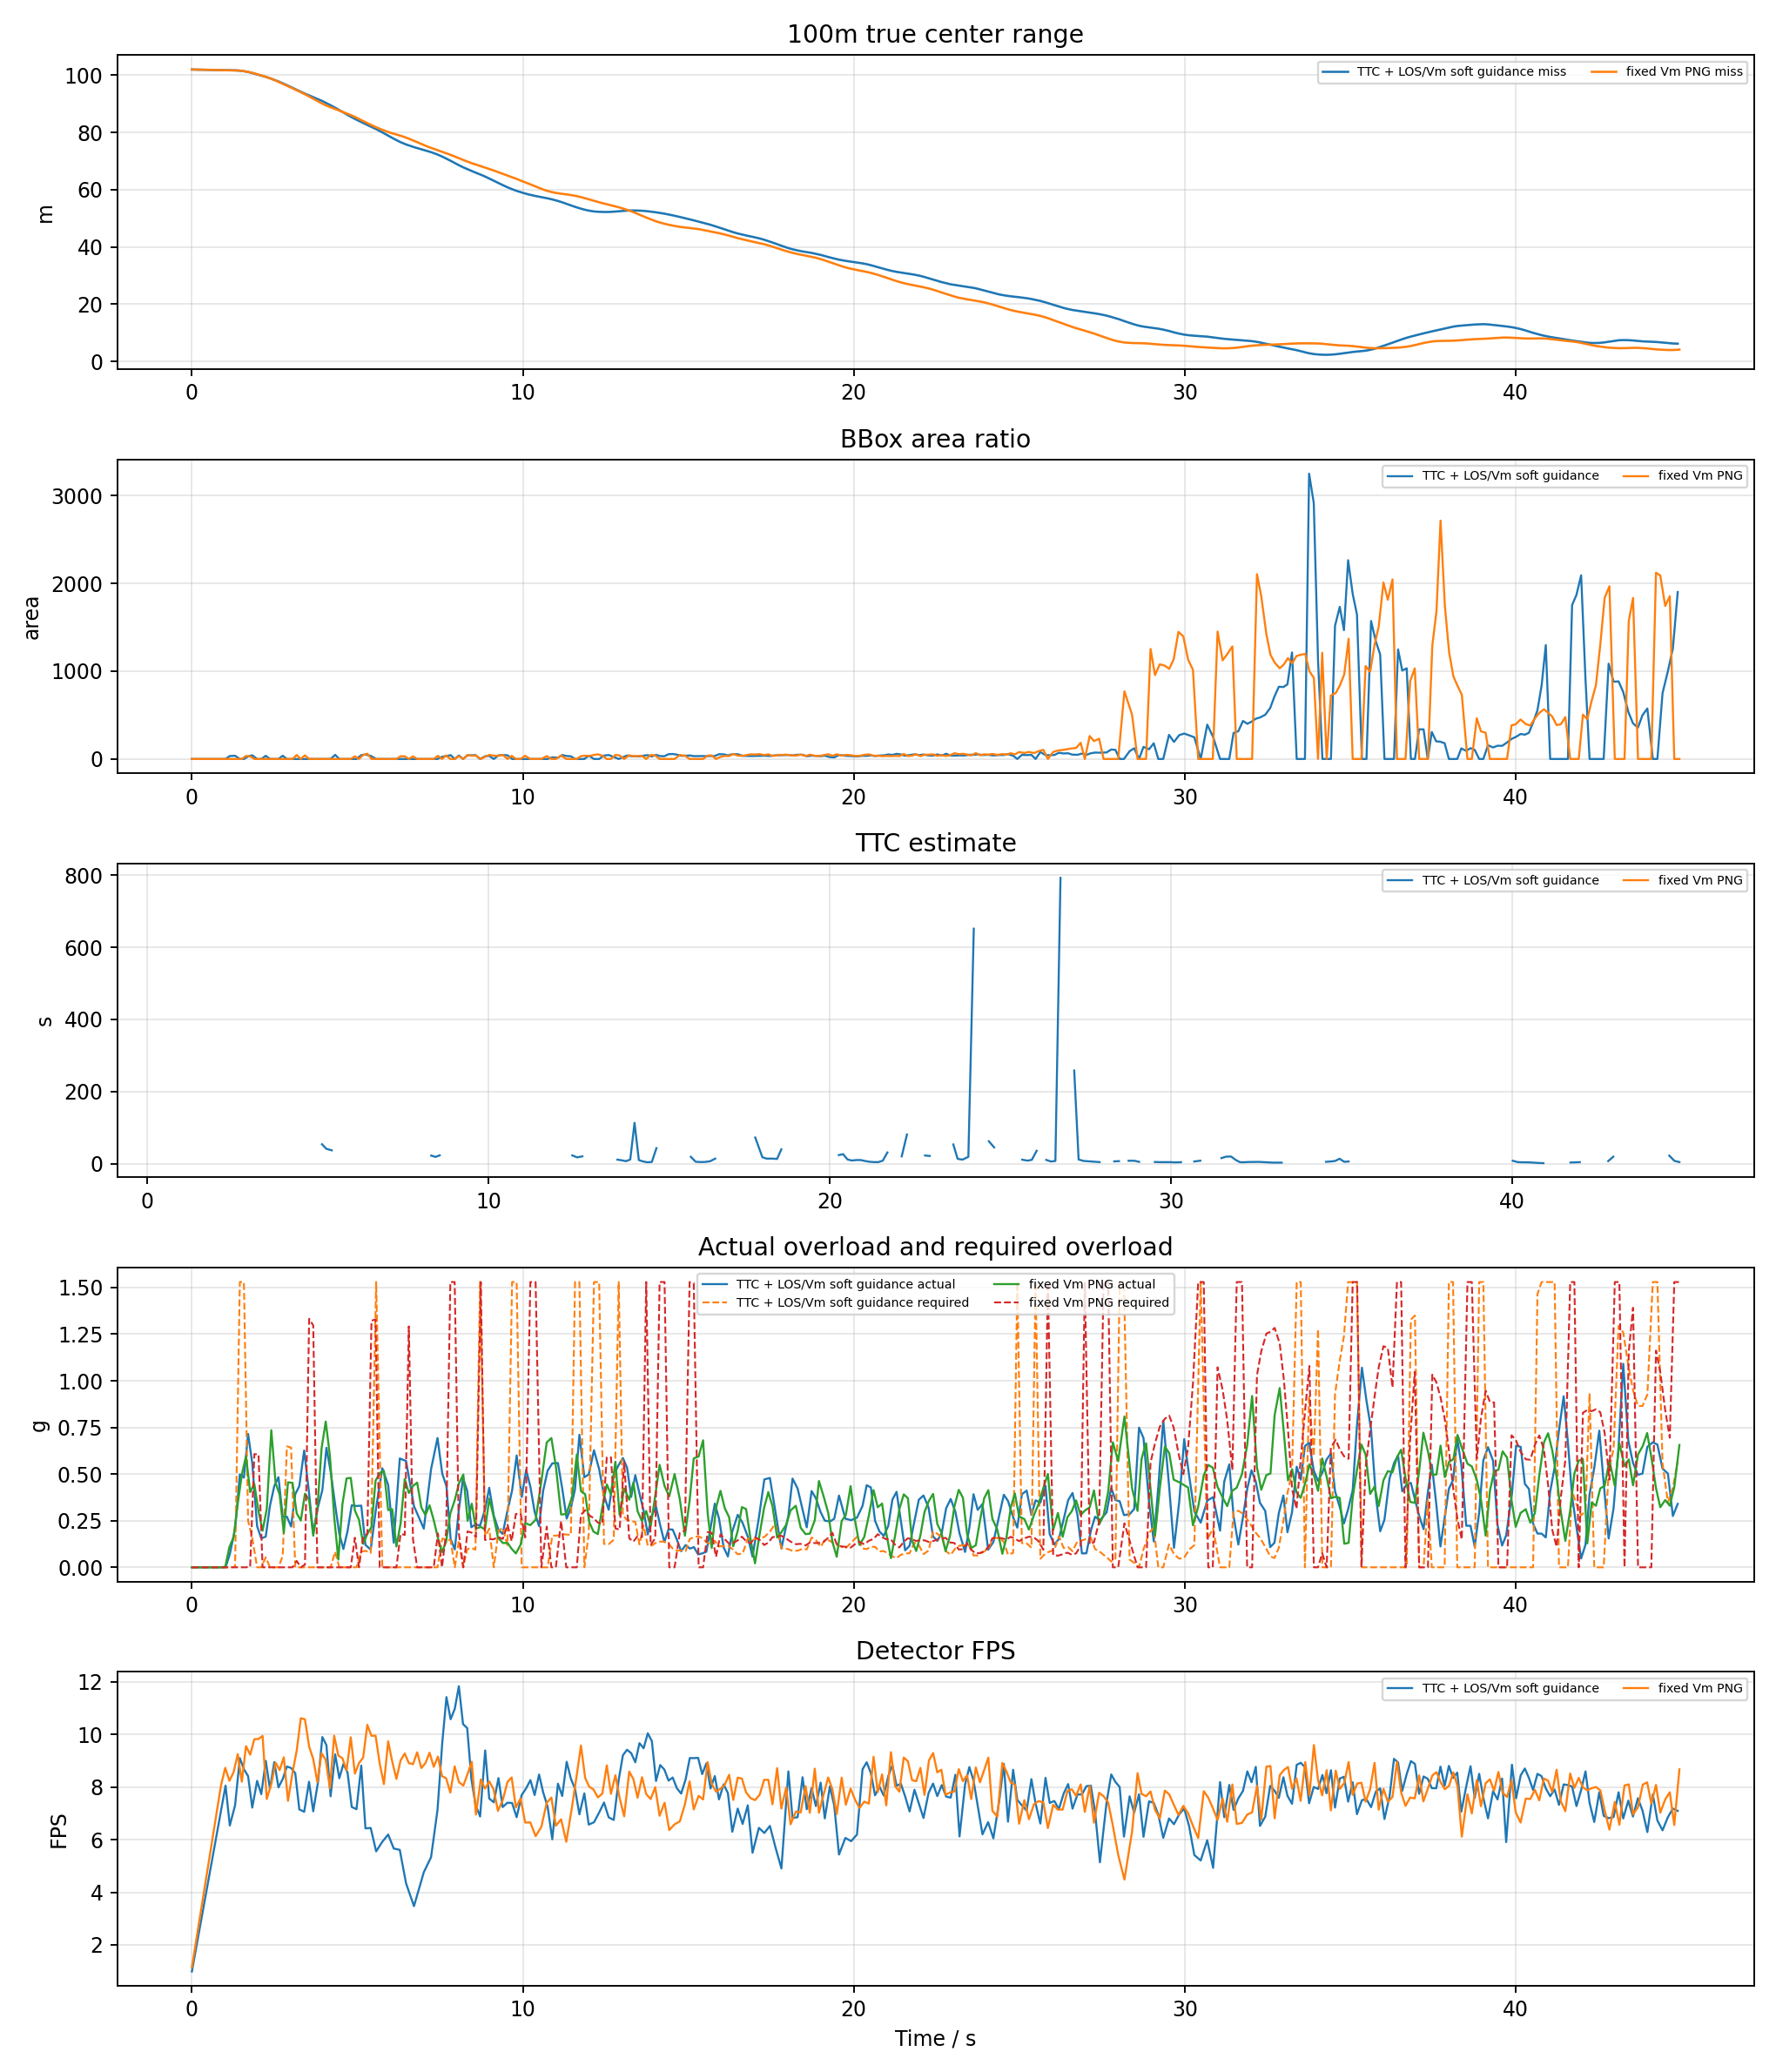 100m true center range
TTC + LOS/Vm soft guidance miss fixed Vm PNG miss
100
80
60
40
20
0
m
0 10 20 30 40
BBox area ratio
TTC + LOS/Vm soft guidance fixed Vm PNG
3000
2000
1000
0
area
0 10 20 30 40
TTC estimate
TTC + LOS/Vm soft guidance fixed Vm PNG
800
600
400
200
0
s
0 10 20 30 40
Actual overload and required overload
TTC + LOS/Vm soft guidance actual fixed Vm PNG actual
TTC + LOS/Vm soft guidance required fixed Vm PNG required
1.50
1.25
1.00
0.75
0.50
0.25
0.00
g
0 10 20 30 40
Detector FPS
TTC + LOS/Vm soft guidance fixed Vm PNG
12
10
8
6
4
2
FPS
0 10 20 30 40
Time / s